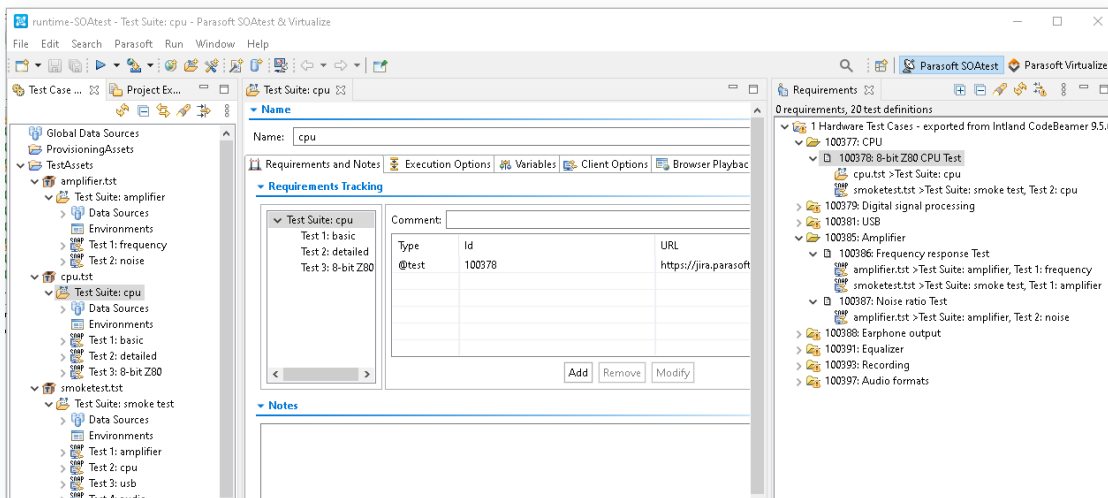 runtime-SOAtest - Test Suite: cpu - Parasoft SOAtest & Virtualize
File Edit Search Parasoft Run Window Help
Parasoft SOAtest
Parasoft Virtualize
Test Case ...
Project Ex...
Global Data Sources
ProvisioningAssets
TestAssets
amplifier.tst
Test Suite: amplifier
Data Sources
Environments
Test 1: frequency
Test 2: noise
cpu.tst
Test Suite: cpu
Data Sources
Environments
Test 1: basic
Test 2: detailed
Test 3: 8-bit Z80
smoketest.tst
Test Suite: smoke test
Data Sources
Environments
Test 1: amplifier
Test 2: cpu
Test 3: usb
Test Suite: cpu
Name
Name: cpu
Requirements and Notes
Execution Options
Variables
Client Options
Browser Playbac
Requirements Tracking
Test Suite: cpu
Test 1: basic
Test 2: detailed
Test 3: 8-bit Z80
Comment:
Type Id URL
@test 100378 https://jira.parasoft
Add Remove Modify
Notes
Requirements
0 requirements, 20 test definitions
1 Hardware Test Cases - exported from Intland CodeBeamer 9.5.
100377: CPU
100378: 8-bit Z80 CPU Test
cpu.tst >Test Suite: cpu
smoketest.tst >Test Suite: smoke test, Test 2: cpu
100379: Digital signal processing
100381: USB
100385: Amplifier
100386: Frequency response Test
amplifier.tst >Test Suite: amplifier, Test 1: frequency
smoketest.tst >Test Suite: smoke test, Test 1: amplifier
100387: Noise ratio Test
amplifier.tst >Test Suite: amplifier, Test 2: noise
100388: Earphone output
100391: Equalizer
100393: Recording
100397: Audio formats